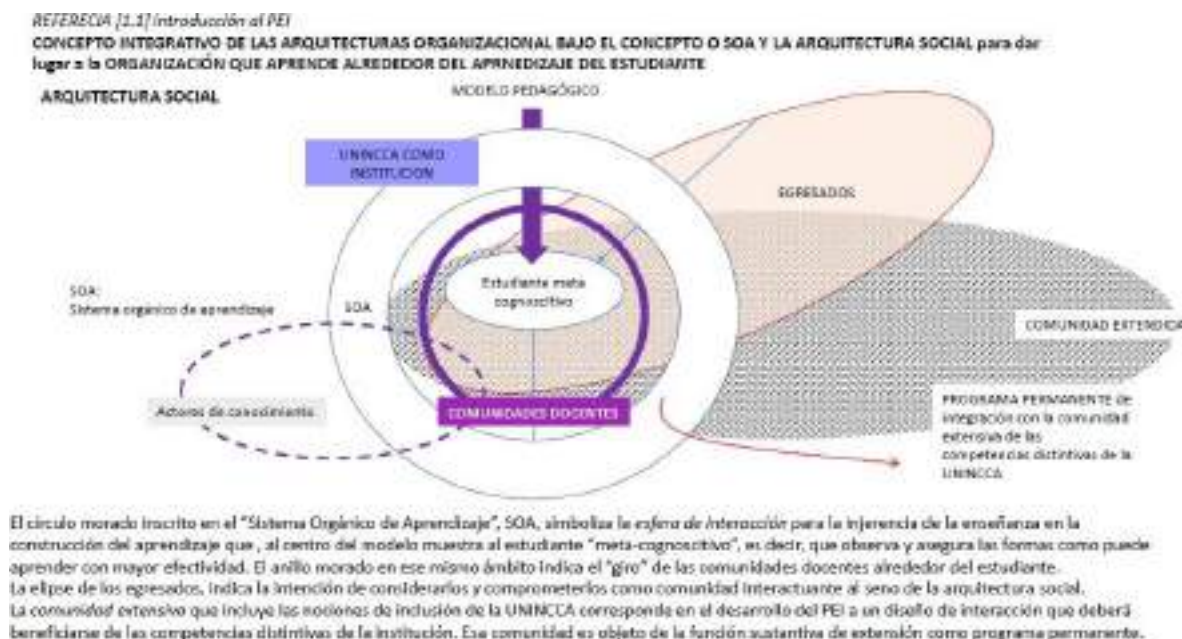 REFERECIA [1.1] Introducción al PEI
CONCEPTO INTEGRATIVO DE LAS ARQUITECTURAS ORGANIZACIONAL BAJO EL CONCEPTO O SOA Y LA ARQUITECTURA SOCIAL para dar
lugar a la ORGANIZACIÓN QUE APRENDE ALREDEDOR DEL APRNEDIZAJE DEL ESTUDIANTE
ARQUITECTURA SOCIAL
MODELO PEDAGÓGICO
UNINCCA COMO
INSTITUCION
EGRESADOS
Estudiante meta
cognoscitivo
SOA:
Sistema orgánico de aprendizaje
SOA
COMUNIDAD EXTENDIDA
Actores de conocimiento.
COMUNIDADES DOCENTES
PROGRAMA PERMANENTE de
integración con la comunidad
extensiva de las
competencias distintivas de la
UNINCCA
El círculo morado inscrito en el "Sistema Orgánico de Aprendizaje", SOA, simboliza la esfera de interacción para la injerencia de la enseñanza en la
construcción del aprendizaje que , al centro del modelo muestra al estudiante "meta-cognoscitivo", es decir, que observa y asegura las formas como puede
aprender con mayor efectividad. El anillo morado en ese mismo ámbito indica el "giro" de las comunidades docentes alrededor del estudiante.
La elipse de los egresados, indica la intención de considerarlos y comprometerlos como comunidad interactuante al seno de la arquitectura social.
La comunidad extensiva que incluye las nociones de inclusión de la UNINCCA corresponde en el desarrollo del PEI a un diseño de interacción que deberá
beneficiarse de las competencias distintivas de la institución. Esa comunidad es objeto de la función sustantiva de extensión como programa permanente.